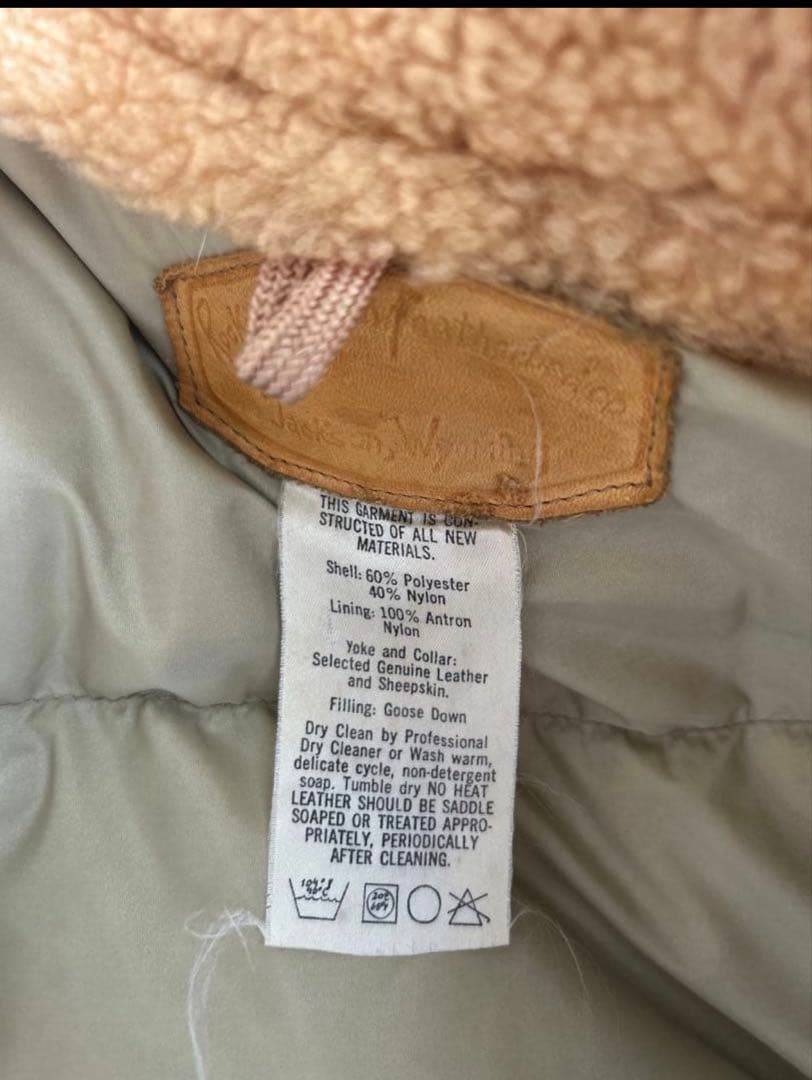 THIS GARMENT IS CON-
STRUCTED OF ALL NEW
MATERIALS.
Shell: 60% Polyester
40% Nylon
Lining: 100% Antron
Nylon
Yoke and Collar:
Selected Genuine Leather
and Sheepskin.
Filling: Goose Down
Dry Clean by Professional
Dry Cleaner or Wash warm,
delicate cycle, non-detergent
soap. Tumble dry NO HEAT
LEATHER SHOULD BE SADDLE
SOAPED OR TREATED APPRO-
PRIATELY, PERIODICALLY
AFTER CLEANING.
104°F
40°C